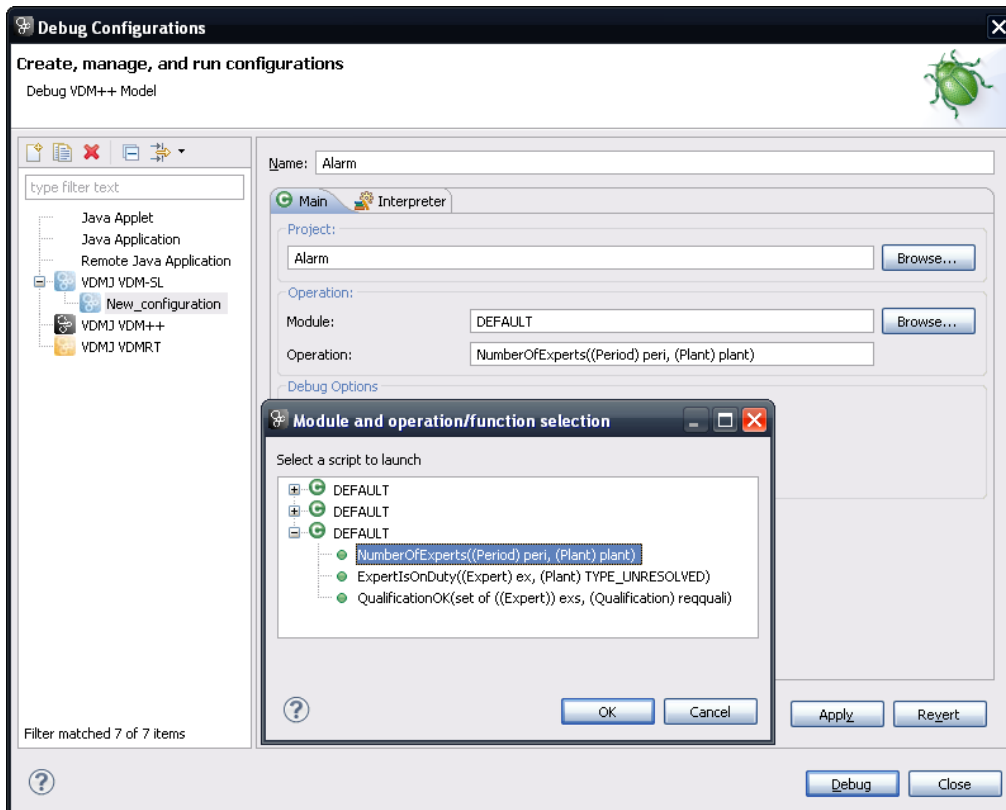 Debug Configurations
Create, manage, and run configurations
Debug VDM++ Model
type filter text
Java Applet
Java Application
Remote Java Application
VDMJ VDM-SL
New_configuration
VDMJ VDM++
VDMJ VDMRT
Filter matched 7 of 7 items
Name: Alarm
Main Interpreter
Project:
Alarm Browse...
Operation:
Module: DEFAULT Browse...
Operation: NumberOfExperts((Period) peri, (Plant) plant)
Debug Options
Module and operation/function selection
Select a script to launch
DEFAULT
DEFAULT
DEFAULT
NumberOfExperts((Period) peri, (Plant) plant)
ExpertIsOnDuty((Expert) ex, (Plant) TYPE_UNRESOLVED)
QualificationOK(set of ((Expert)) exs, (Qualification) reqquali)
OK Cancel
Apply Revert
Debug Close